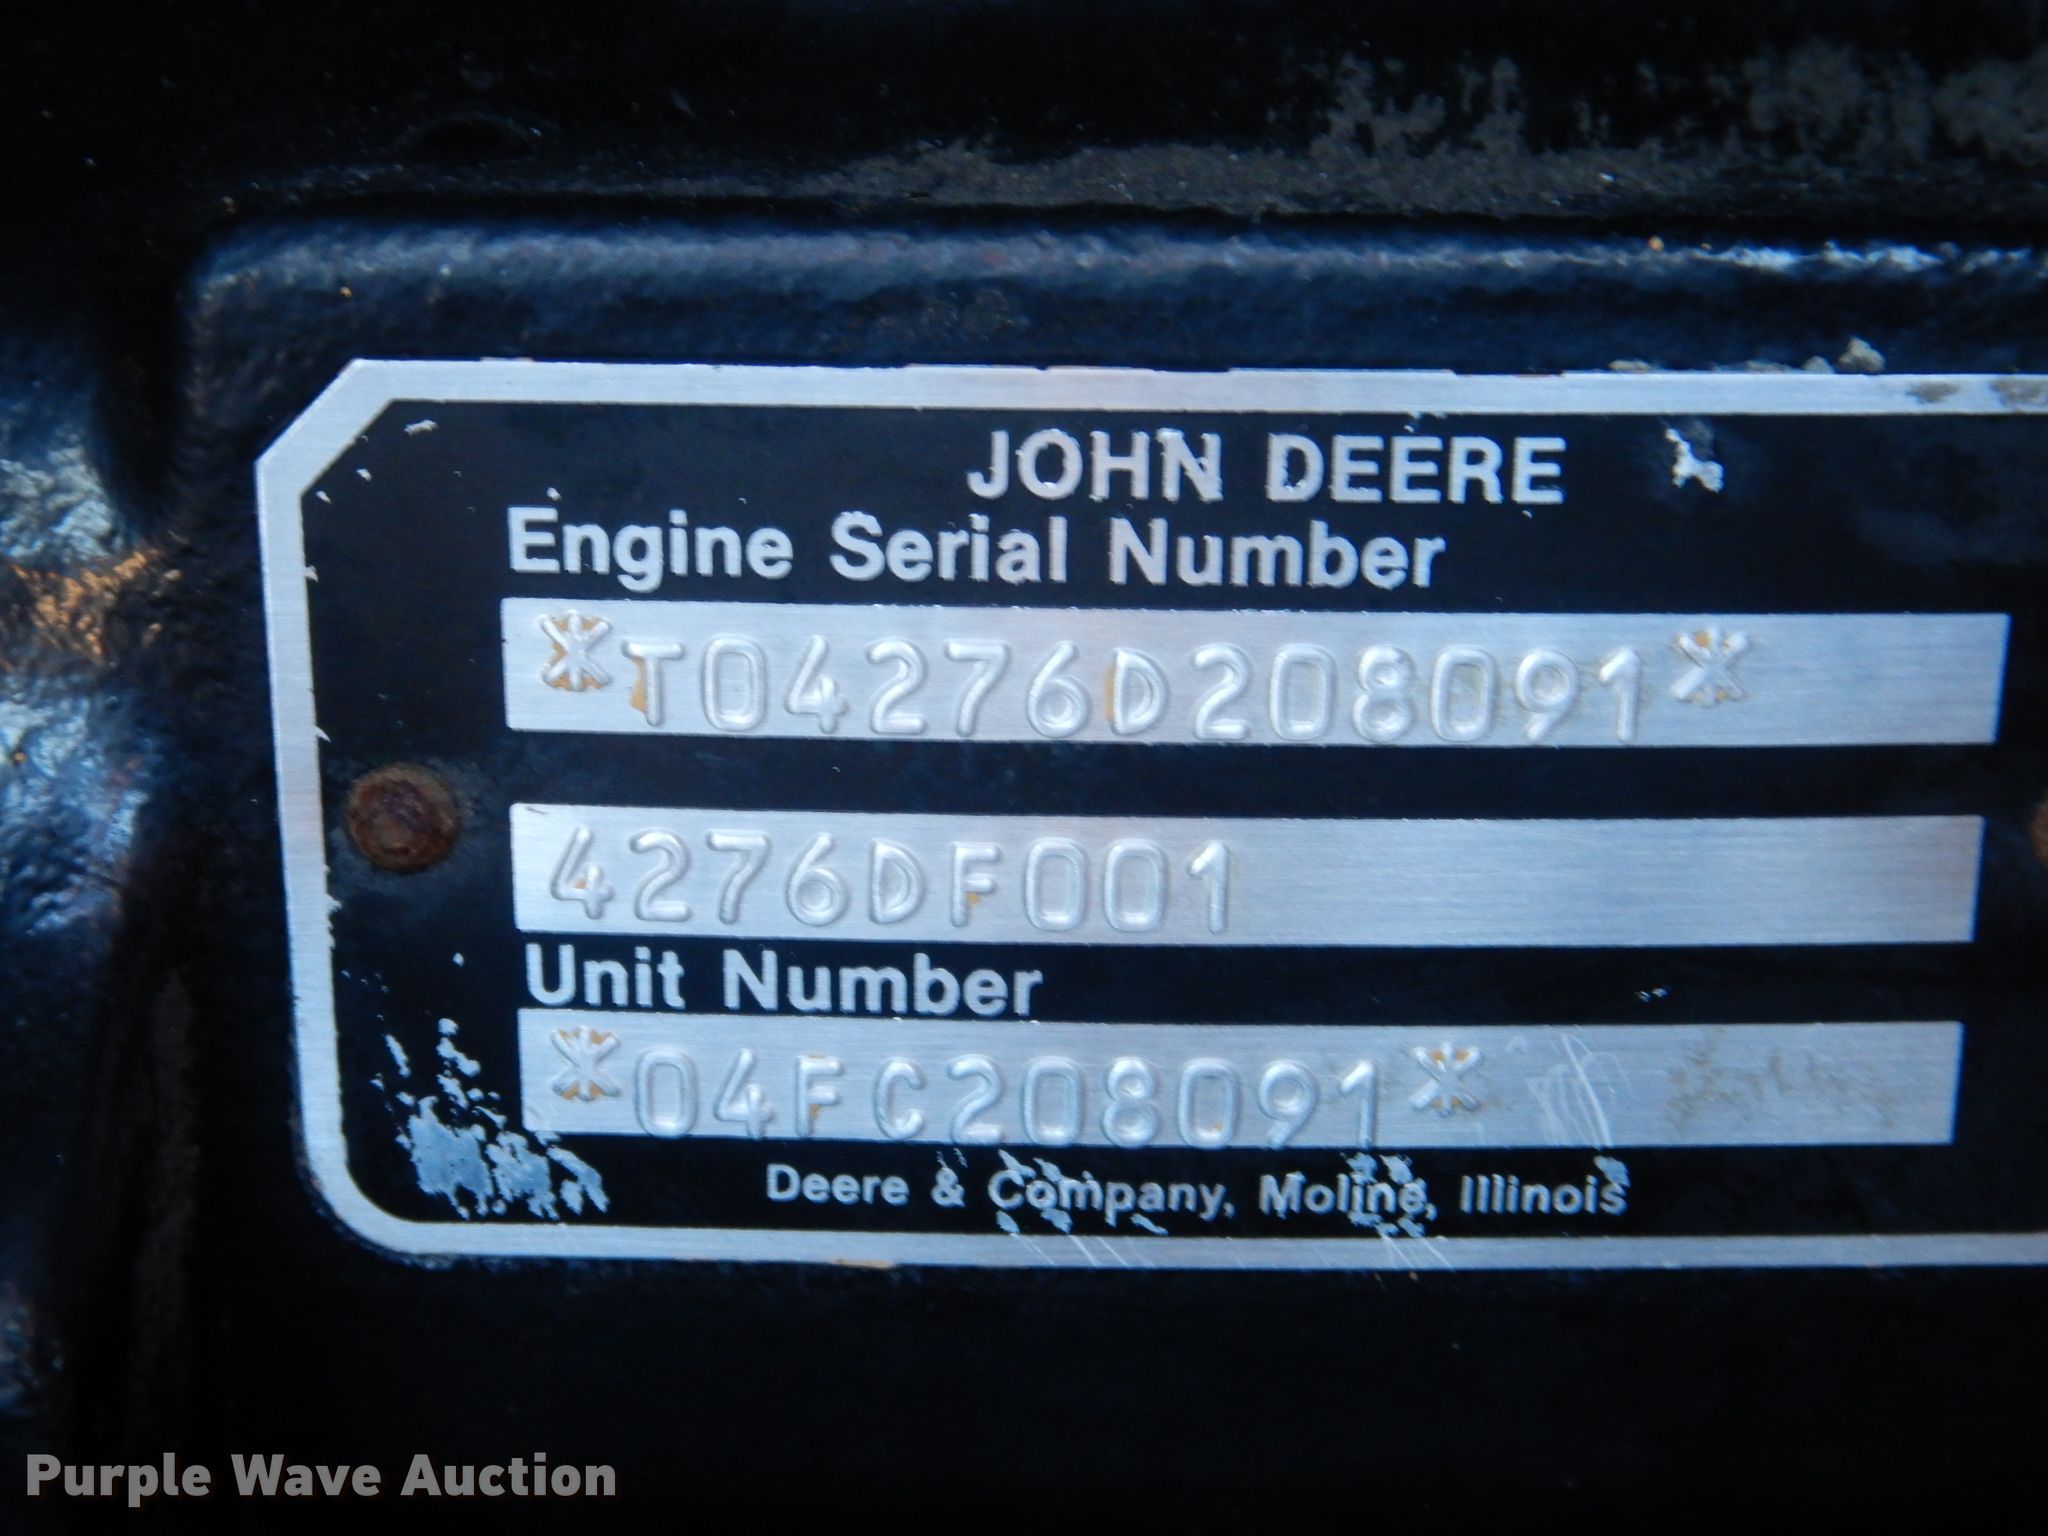 JOHN DEERE
Engine Serial Number
*T04276D208091*
4276DF001
Unit Number
*04FC208091*
Deere & Company, Moline, Illinois
Purple Wave Auction